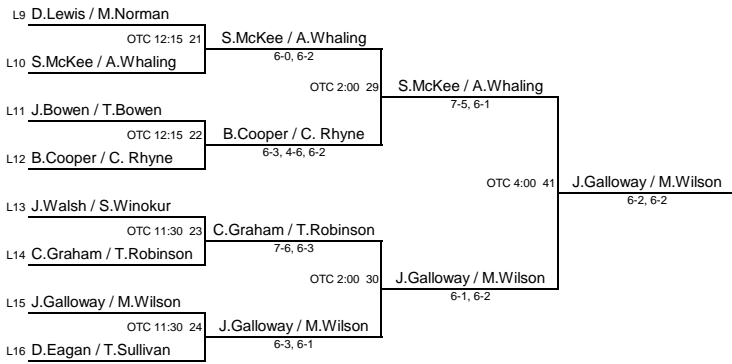 L9 D.Lewis / M.Norman
OTC 12:15 21 S.McKee / A.Whaling
6-0, 6-2
L10 S.McKee / A.Whaling
OTC 2:00 29 S.McKee / A.Whaling
7-5, 6-1
L11 J.Bowen / T.Bowen
OTC 12:15 22 B.Cooper / C. Rhyne
6-3, 4-6, 6-2
L12 B.Cooper / C. Rhyne
OTC 4:00 41 J.Galloway / M.Wilson
6-2, 6-2
L13 J.Walsh / S.Winokur
OTC 11:30 23 C.Graham / T.Robinson
7-6, 6-3
L14 C.Graham / T.Robinson
OTC 2:00 30 J.Galloway / M.Wilson
6-1, 6-2
L15 J.Galloway / M.Wilson
OTC 11:30 24 J.Galloway / M.Wilson
6-3, 6-1
L16 D.Eagan / T.Sullivan